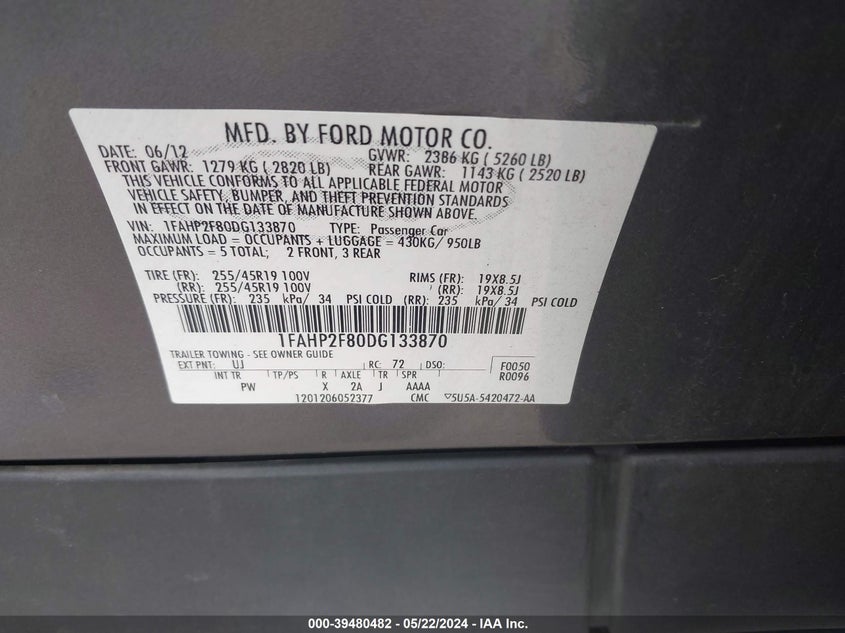 MFD. BY FORD MOTOR CO.
DATE: 06/12 GVWR: 2386 KG ( 5260 LB)
FRONT GAWR: 1279 KG ( 2820 LB) REAR GAWR: 1143 KG ( 2520 LB)
THIS VEHICLE CONFORMS TO ALL APPLICABLE FEDERAL MOTOR
VEHICLE SAFETY, BUMPER, AND THEFT PREVENTION STANDARDS
IN EFFECT ON THE DATE OF MANUFACTURE SHOWN ABOVE.
VIN: 1FAHP2F80DG133870 TYPE: Passenger Car
MAXIMUM LOAD = OCCUPANTS + LUGGAGE = 430KG/ 950LB
OCCUPANTS = 5 TOTAL; 2 FRONT, 3 REAR
TIRE (FR): 255/45R19 100V RIMS (FR): 19X8.5J
(RR): 255/45R19 100V (RR): 19X8.5J
PRESSURE (FR): 235 kPa/ 34 PSI COLD (RR): 235 kPa/ 34 PSI COLD
1FAHP2F80DG133870
TRAILER TOWING - SEE OWNER GUIDE
EXT PNT: UJ RC: 72 DSO: F0050
INT TR TP/PS R AXLE TR SPR R0096
PW X 2A J AAAA
1201206052377 CMC ▽5U5A-5420472-AA
000-39480482 - 05/22/2024 - IAA Inc.